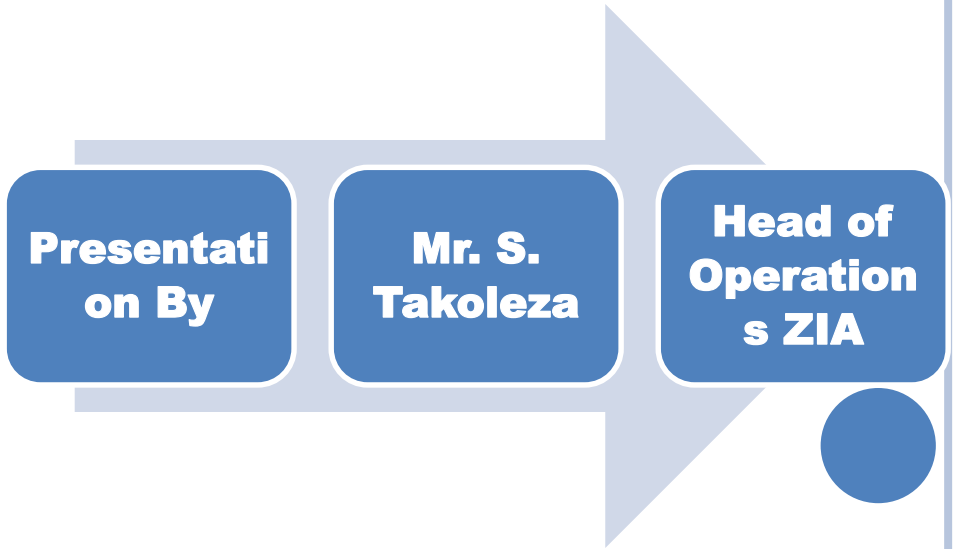 Presentati
on By
Mr. S.
Takoleza
Head of
Operation
s ZIA